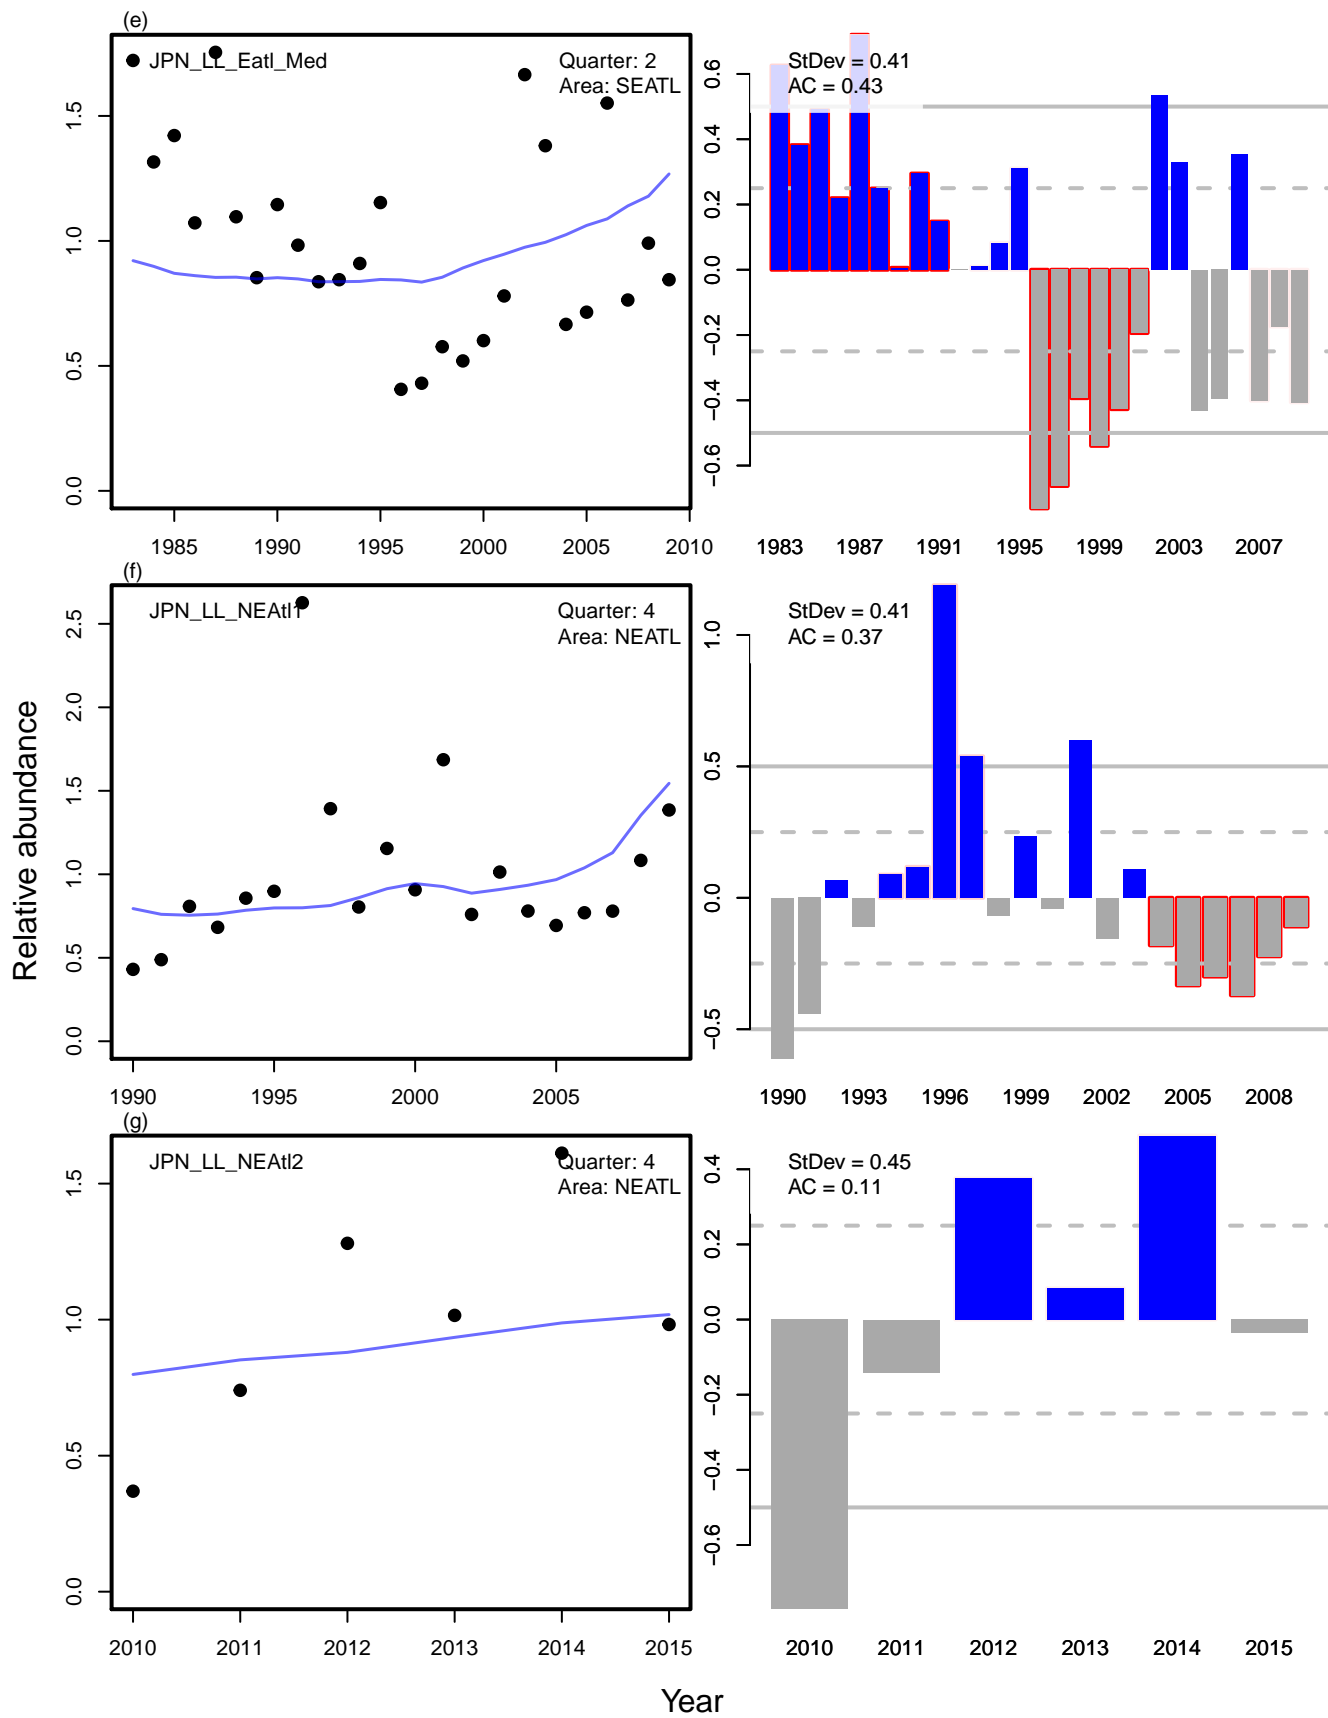 (e)
JPN_LL_Eatl_Med
Quarter: 2
Area: SEATL
1.5
1.0
0.5
0.0
1985 1990 1995 2000 2005 2010
StDev = 0.41
AC = 0.43
0.6
0.4
0.2
0.0
−0.2
−0.4
−0.6
1983 1987 1991 1995 1999 2003 2007
(f)
JPN_LL_NEAtl1
Quarter: 4
Area: NEATL
2.5
2.0
1.5
1.0
0.5
0.0
1990 1995 2000 2005
StDev = 0.41
AC = 0.37
1.0
0.5
0.0
−0.5
1990 1993 1996 1999 2002 2005 2008
(g)
JPN_LL_NEAtl2
Quarter: 4
Area: NEATL
1.5
1.0
0.5
0.0
2010 2011 2012 2013 2014 2015
StDev = 0.45
AC = 0.11
0.4
0.2
0.0
−0.2
−0.4
−0.6
2010 2011 2012 2013 2014 2015
Relative abundance
Year